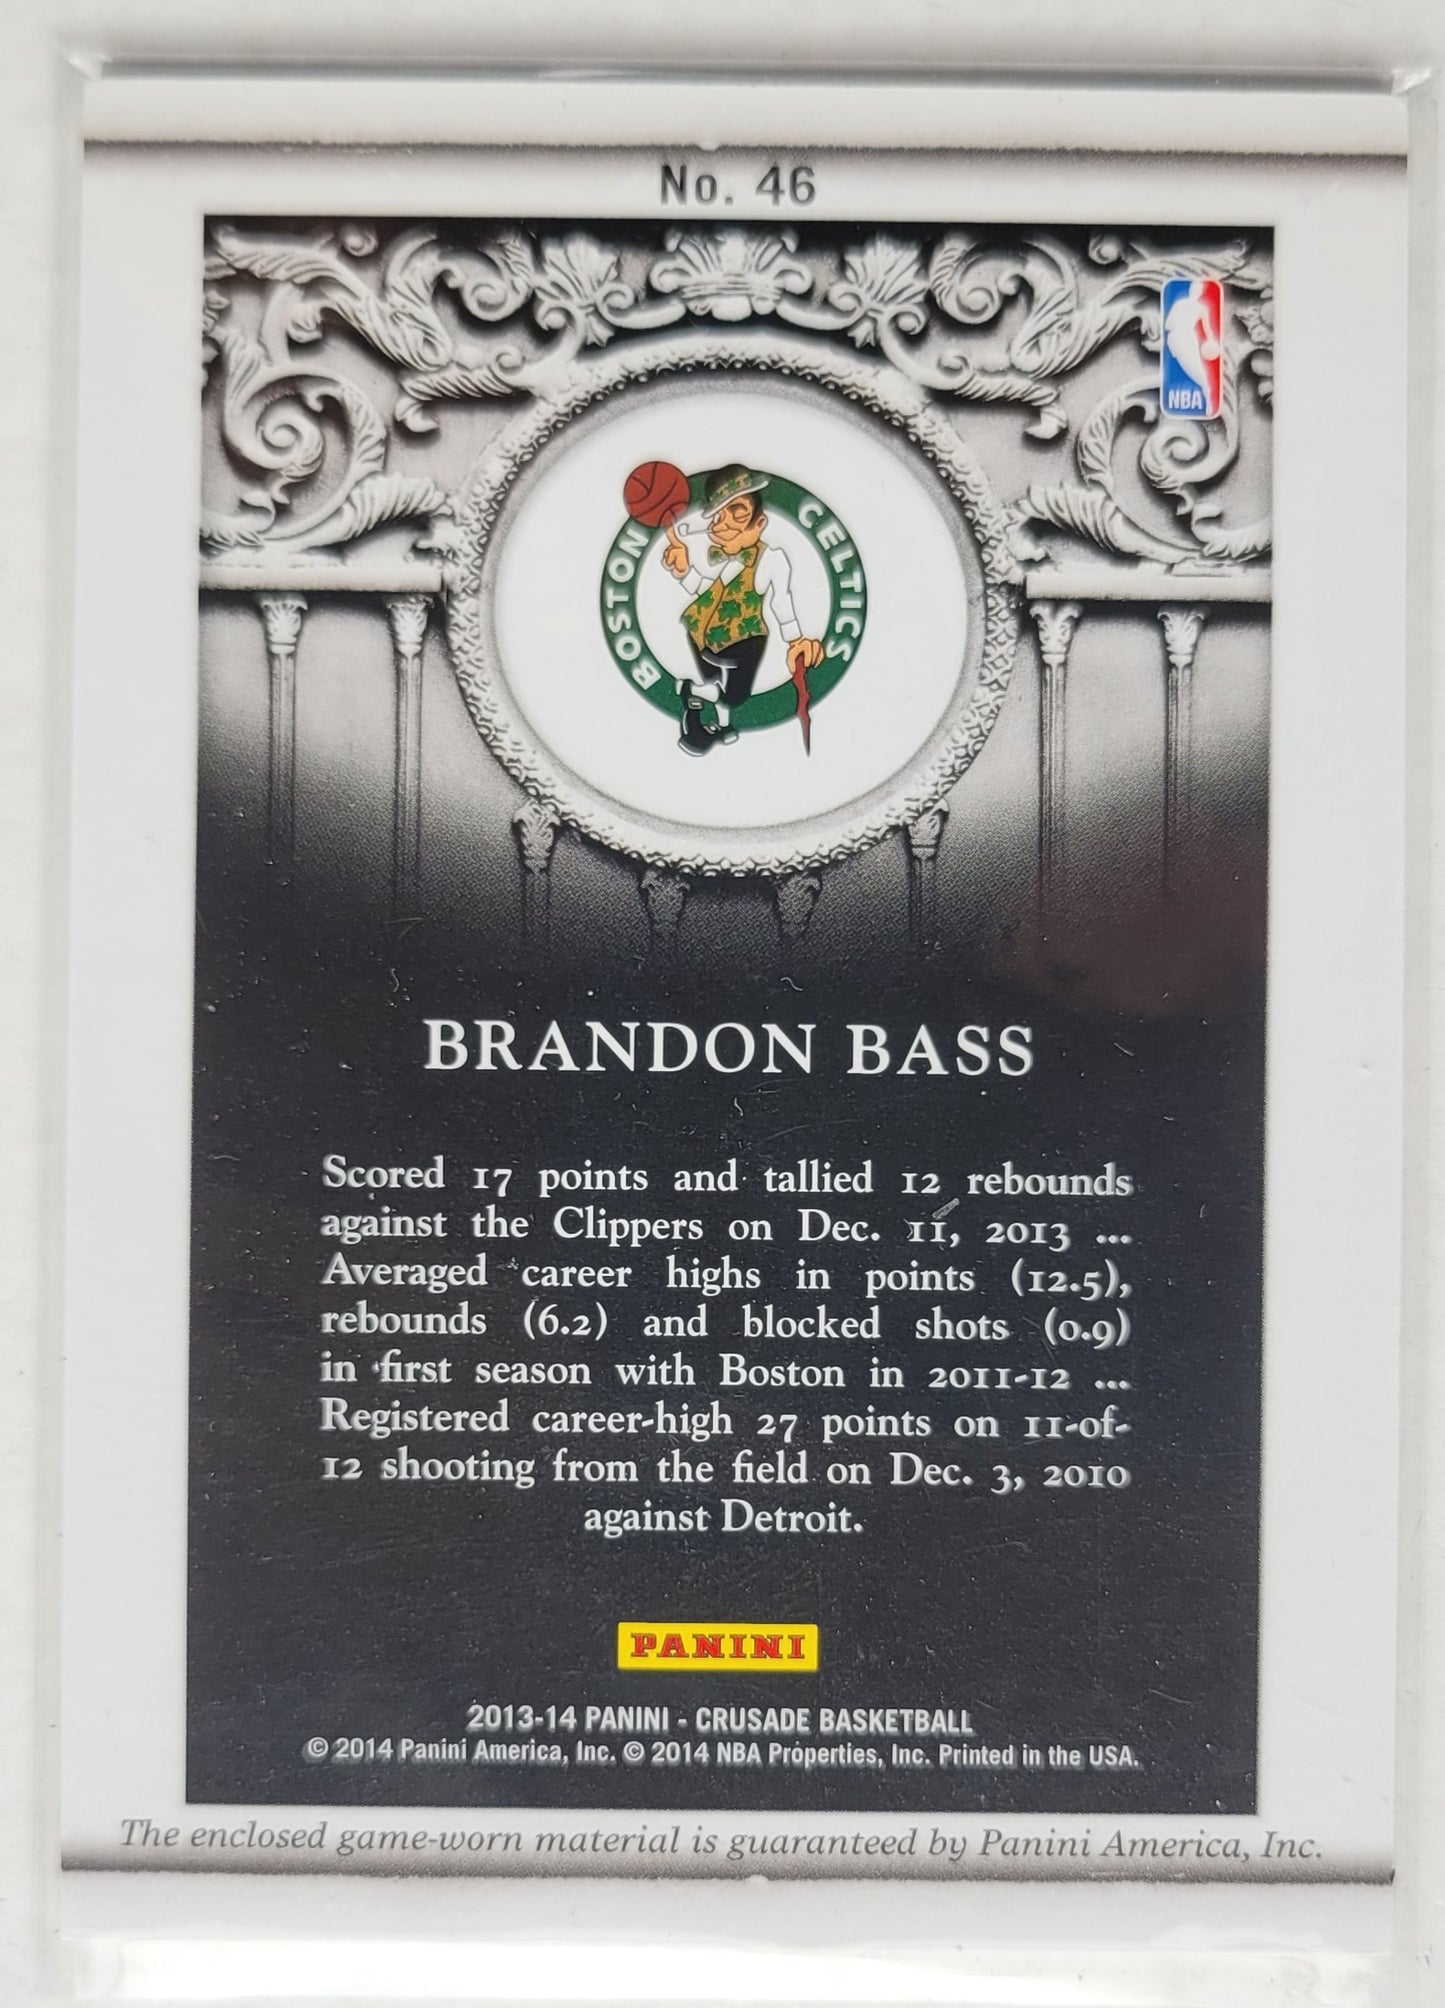 No. 46
NBA
BOSTON CELTICS
BRANDON BASS
Scored 17 points and tallied 12 rebounds
against the Clippers on Dec. 11, 2013 ...
Averaged career highs in points (12.5),
rebounds (6.2) and blocked shots (0.9)
in first season with Boston in 2011-12 ...
Registered career-high 27 points on 11-of-
12 shooting from the field on Dec. 3, 2010
against Detroit.
PANINI
2013-14 PANINI - CRUSADE BASKETBALL
© 2014 Panini America, Inc. © 2014 NBA Properties, Inc. Printed in the USA.
The enclosed game-worn material is guaranteed by Panini America, Inc.